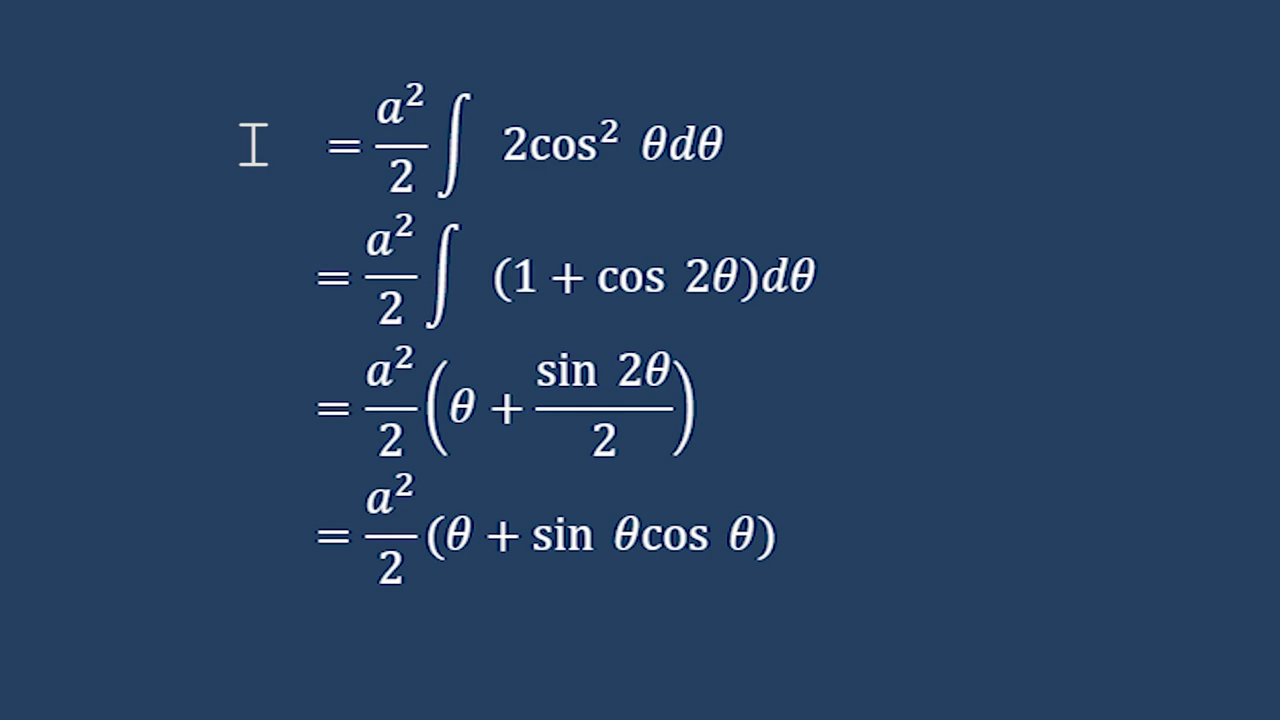 = a²/2 ∫ 2cos² θdθ
= a²/2 ∫ (1 + cos 2θ)dθ
= a²/2 (θ + sin 2θ/2)
= a²/2 (θ + sin θcos θ)